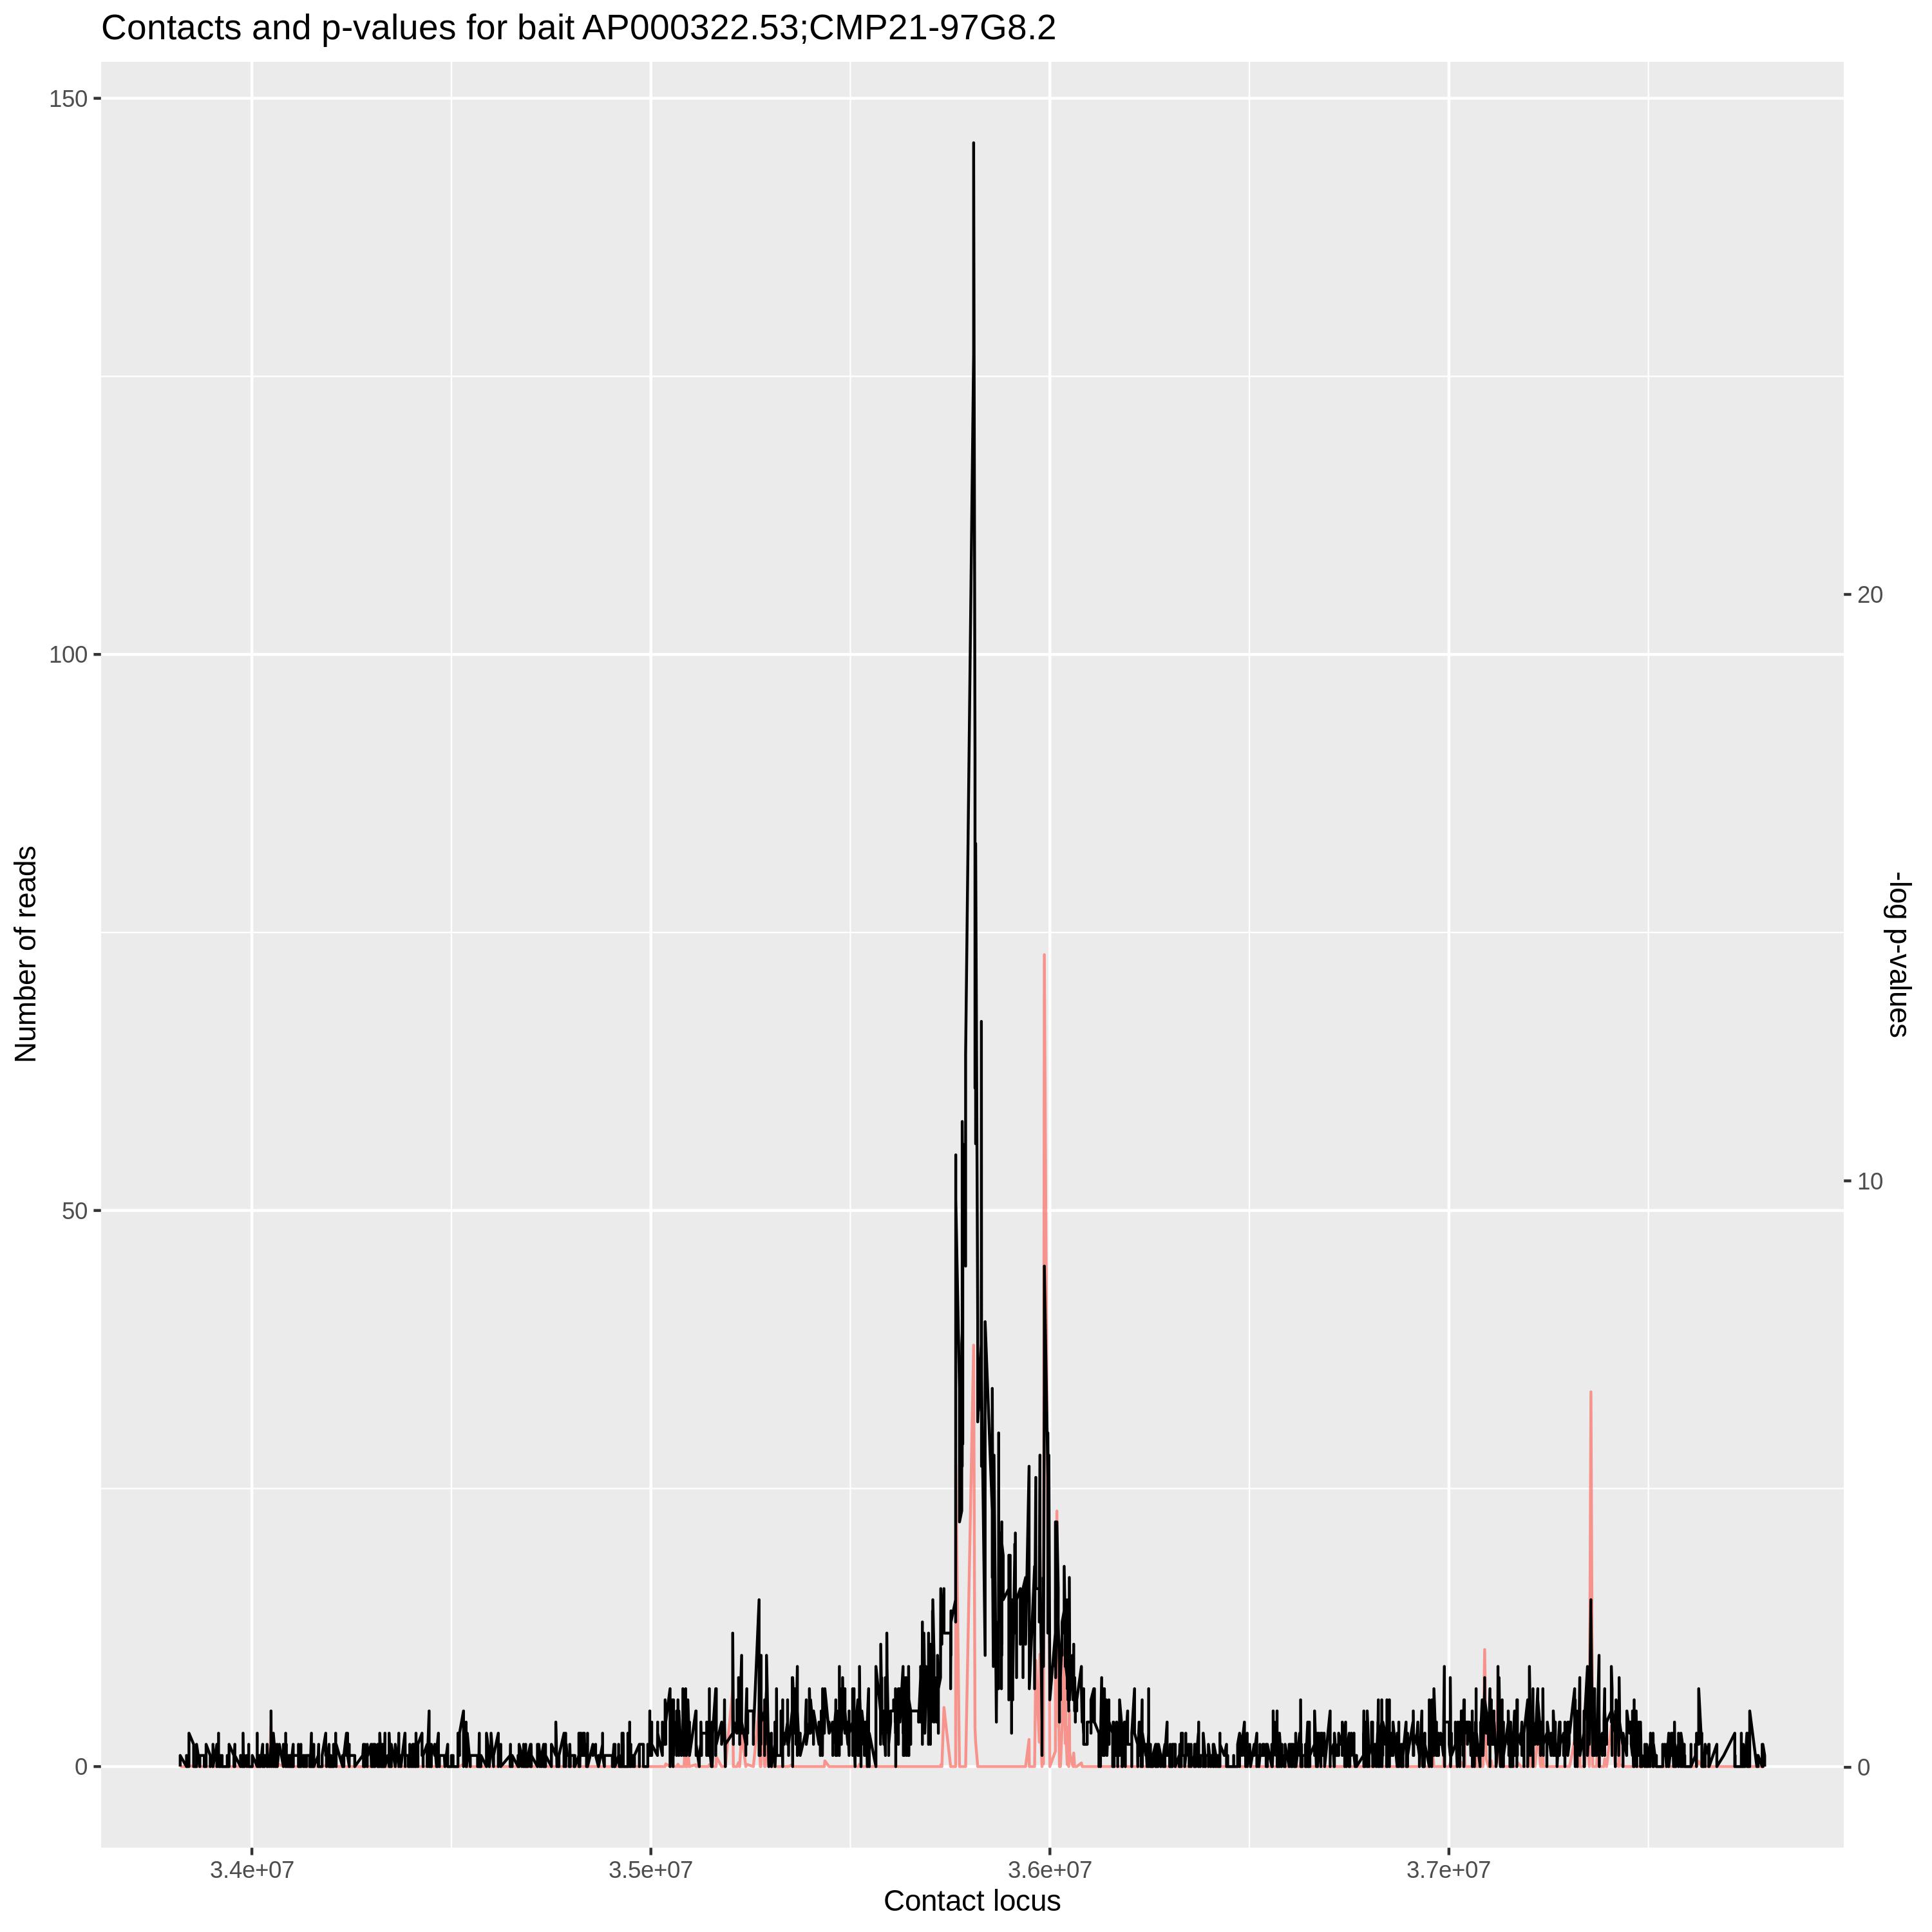 Contacts and p-values for bait AP000322.53;CMP21-97G8.2
150
100
50
0
Number of reads
20
10
0
-log p-values
3.4e+07
3.5e+07
3.6e+07
3.7e+07
Contact locus